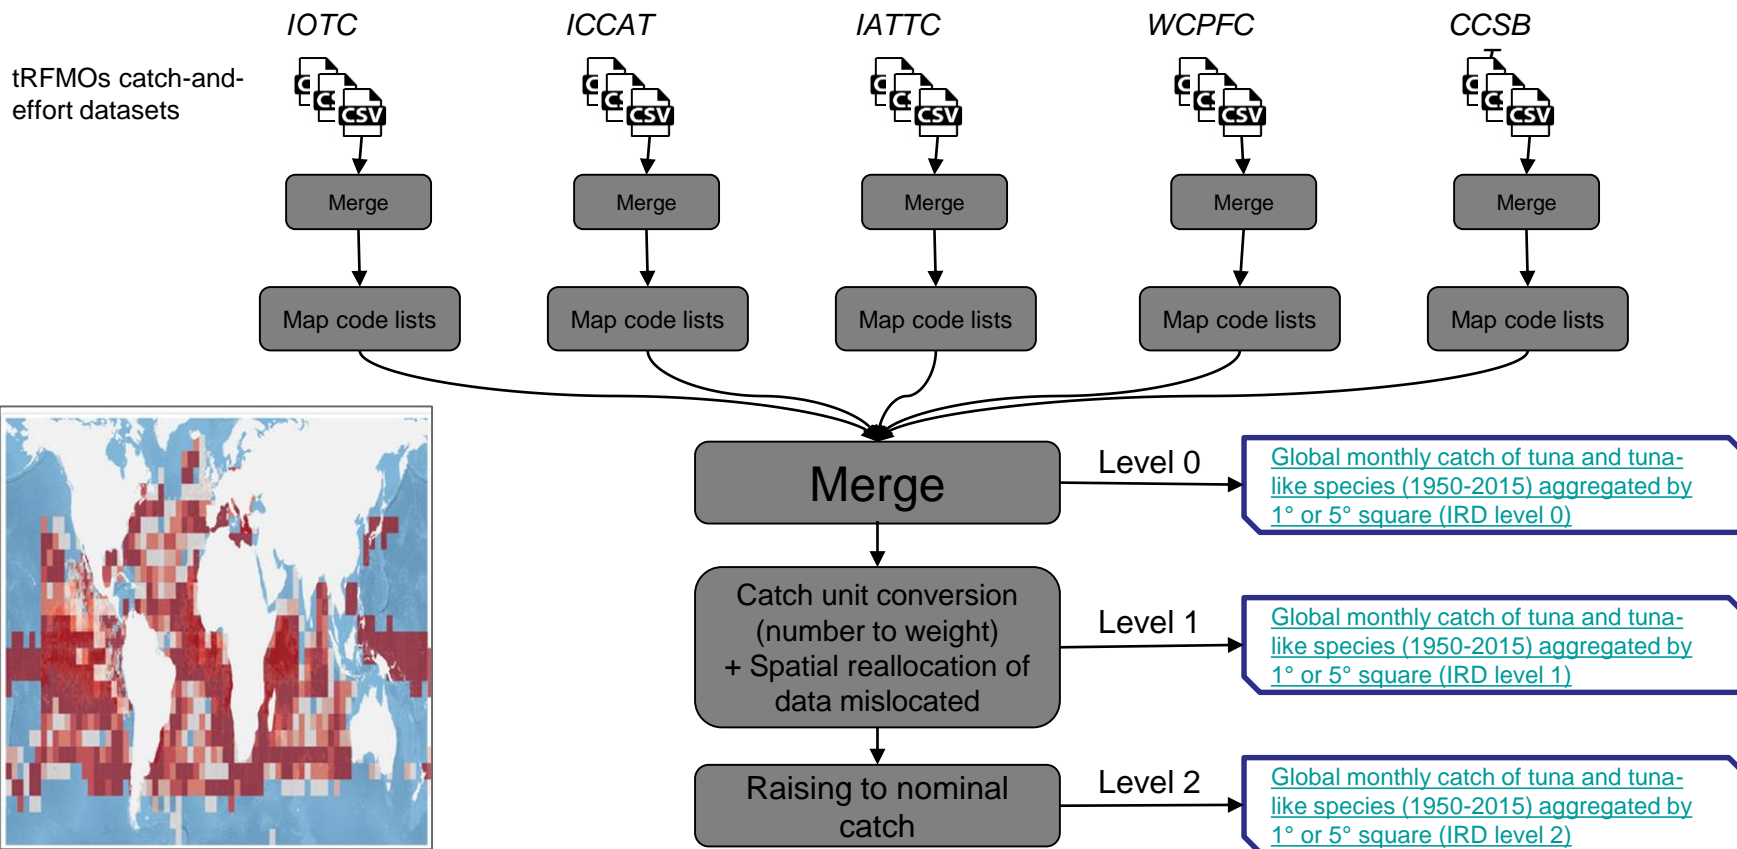 IOTC
ICCAT
IATTC
WCPFC
CCSB
T
tRFMOs catch-and-
effort datasets
C
C
CSV
C
C
CSV
C
C
CSV
C
C
CSV
C
C
CSV
Merge
Merge
Merge
Merge
Merge
Map code lists
Map code lists
Map code lists
Map code lists
Map code lists
Merge
Level 0
Global monthly catch of tuna and tuna-
like species (1950-2015) aggregated by
1° or 5° square (IRD level 0)
Catch unit conversion
(number to weight)
+ Spatial reallocation of
data mislocated
Level 1
Global monthly catch of tuna and tuna-
like species (1950-2015) aggregated by
1° or 5° square (IRD level 1)
Raising to nominal
catch
Level 2
Global monthly catch of tuna and tuna-
like species (1950-2015) aggregated by
1° or 5° square (IRD level 2)